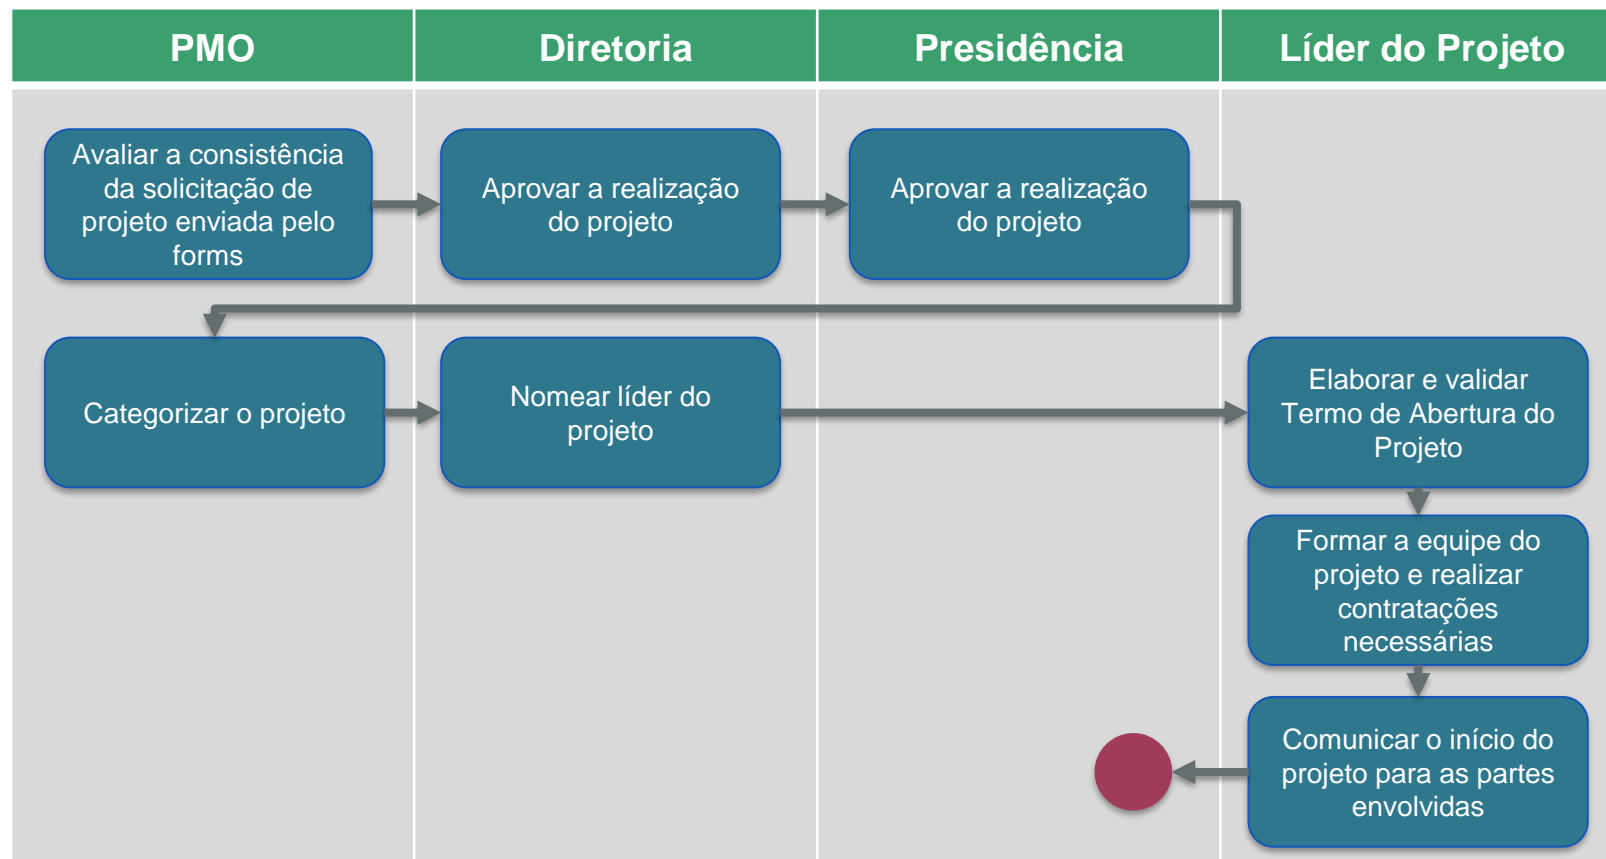 PMO
Diretoria
Presidência
Líder do Projeto
Avaliar a consistência
da solicitação de
projeto enviada pelo
forms
Aprovar a realização
do projeto
Aprovar a realização
do projeto
Categorizar o projeto
Nomear líder do
projeto
Elaborar e validar
Termo de Abertura do
Projeto
Formar a equipe do
projeto e realizar
contratações
necessárias
Comunicar o início do
projeto para as partes
envolvidas